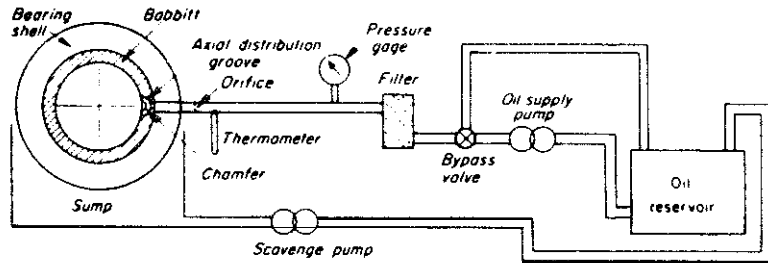 Bearing
shell
Babbitt
Axial distribution
groove
Orifice
Pressure
gage
Filter
Oil supply
pump
Thermometer
Chamfer
Bypass
valve
Oil
reservoir
Sump
Scavenge pump